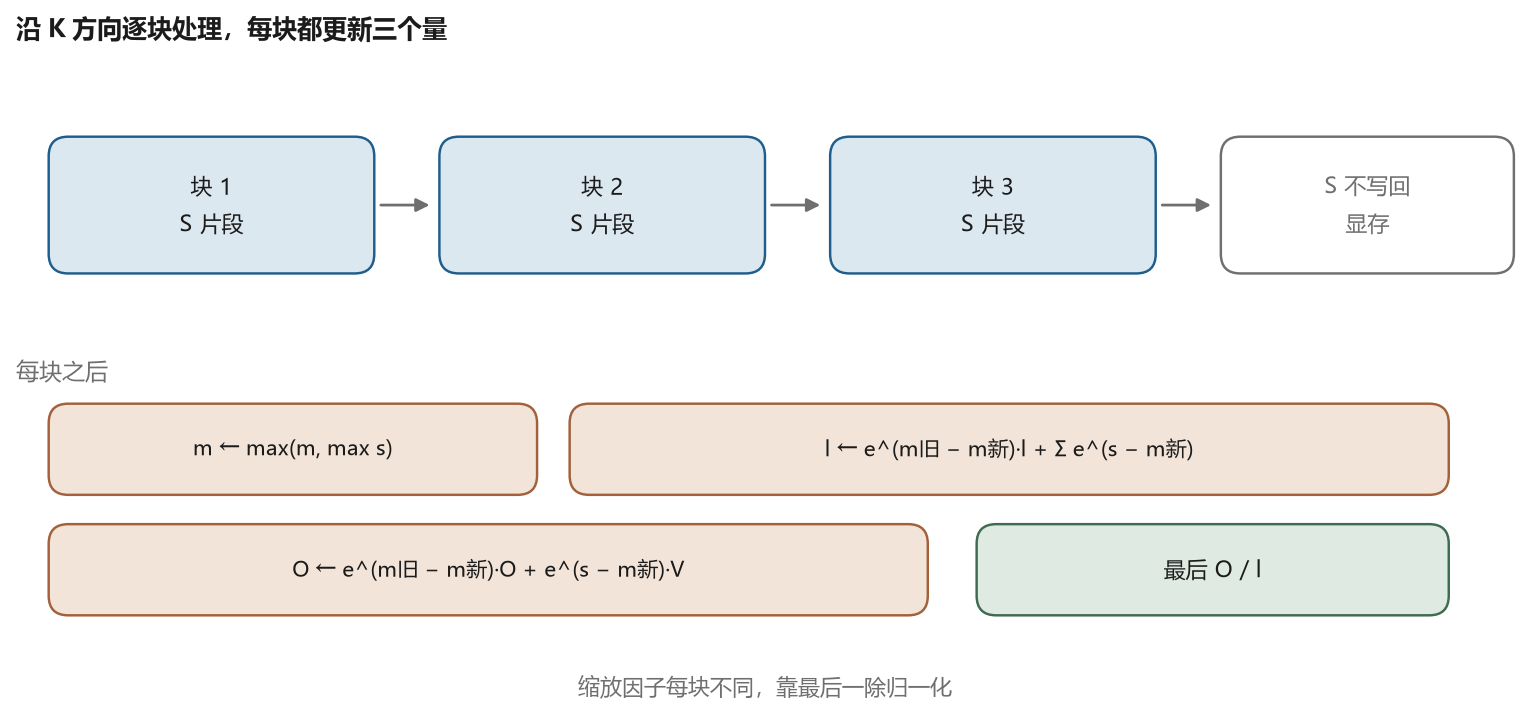 沿 K 方向逐块处理，每块都更新三个量
块 1
S 片段
块 2
S 片段
块 3
S 片段
S 不写回
显存
每块之后
m ← max(m, max s)
l ← e^(m旧 − m新)·l + Σ e^(s − m新)
O ← e^(m旧 − m新)·O + e^(s − m新)·V
最后 O / l
缩放因子每块不同，靠最后一除归一化